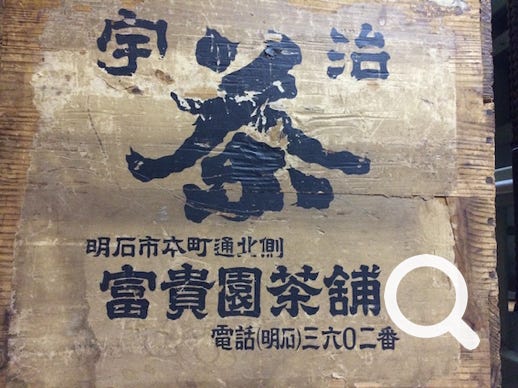 宇治
茶
明石市本町通北側
富貴園茶舖
電話(明石)三六〇二番